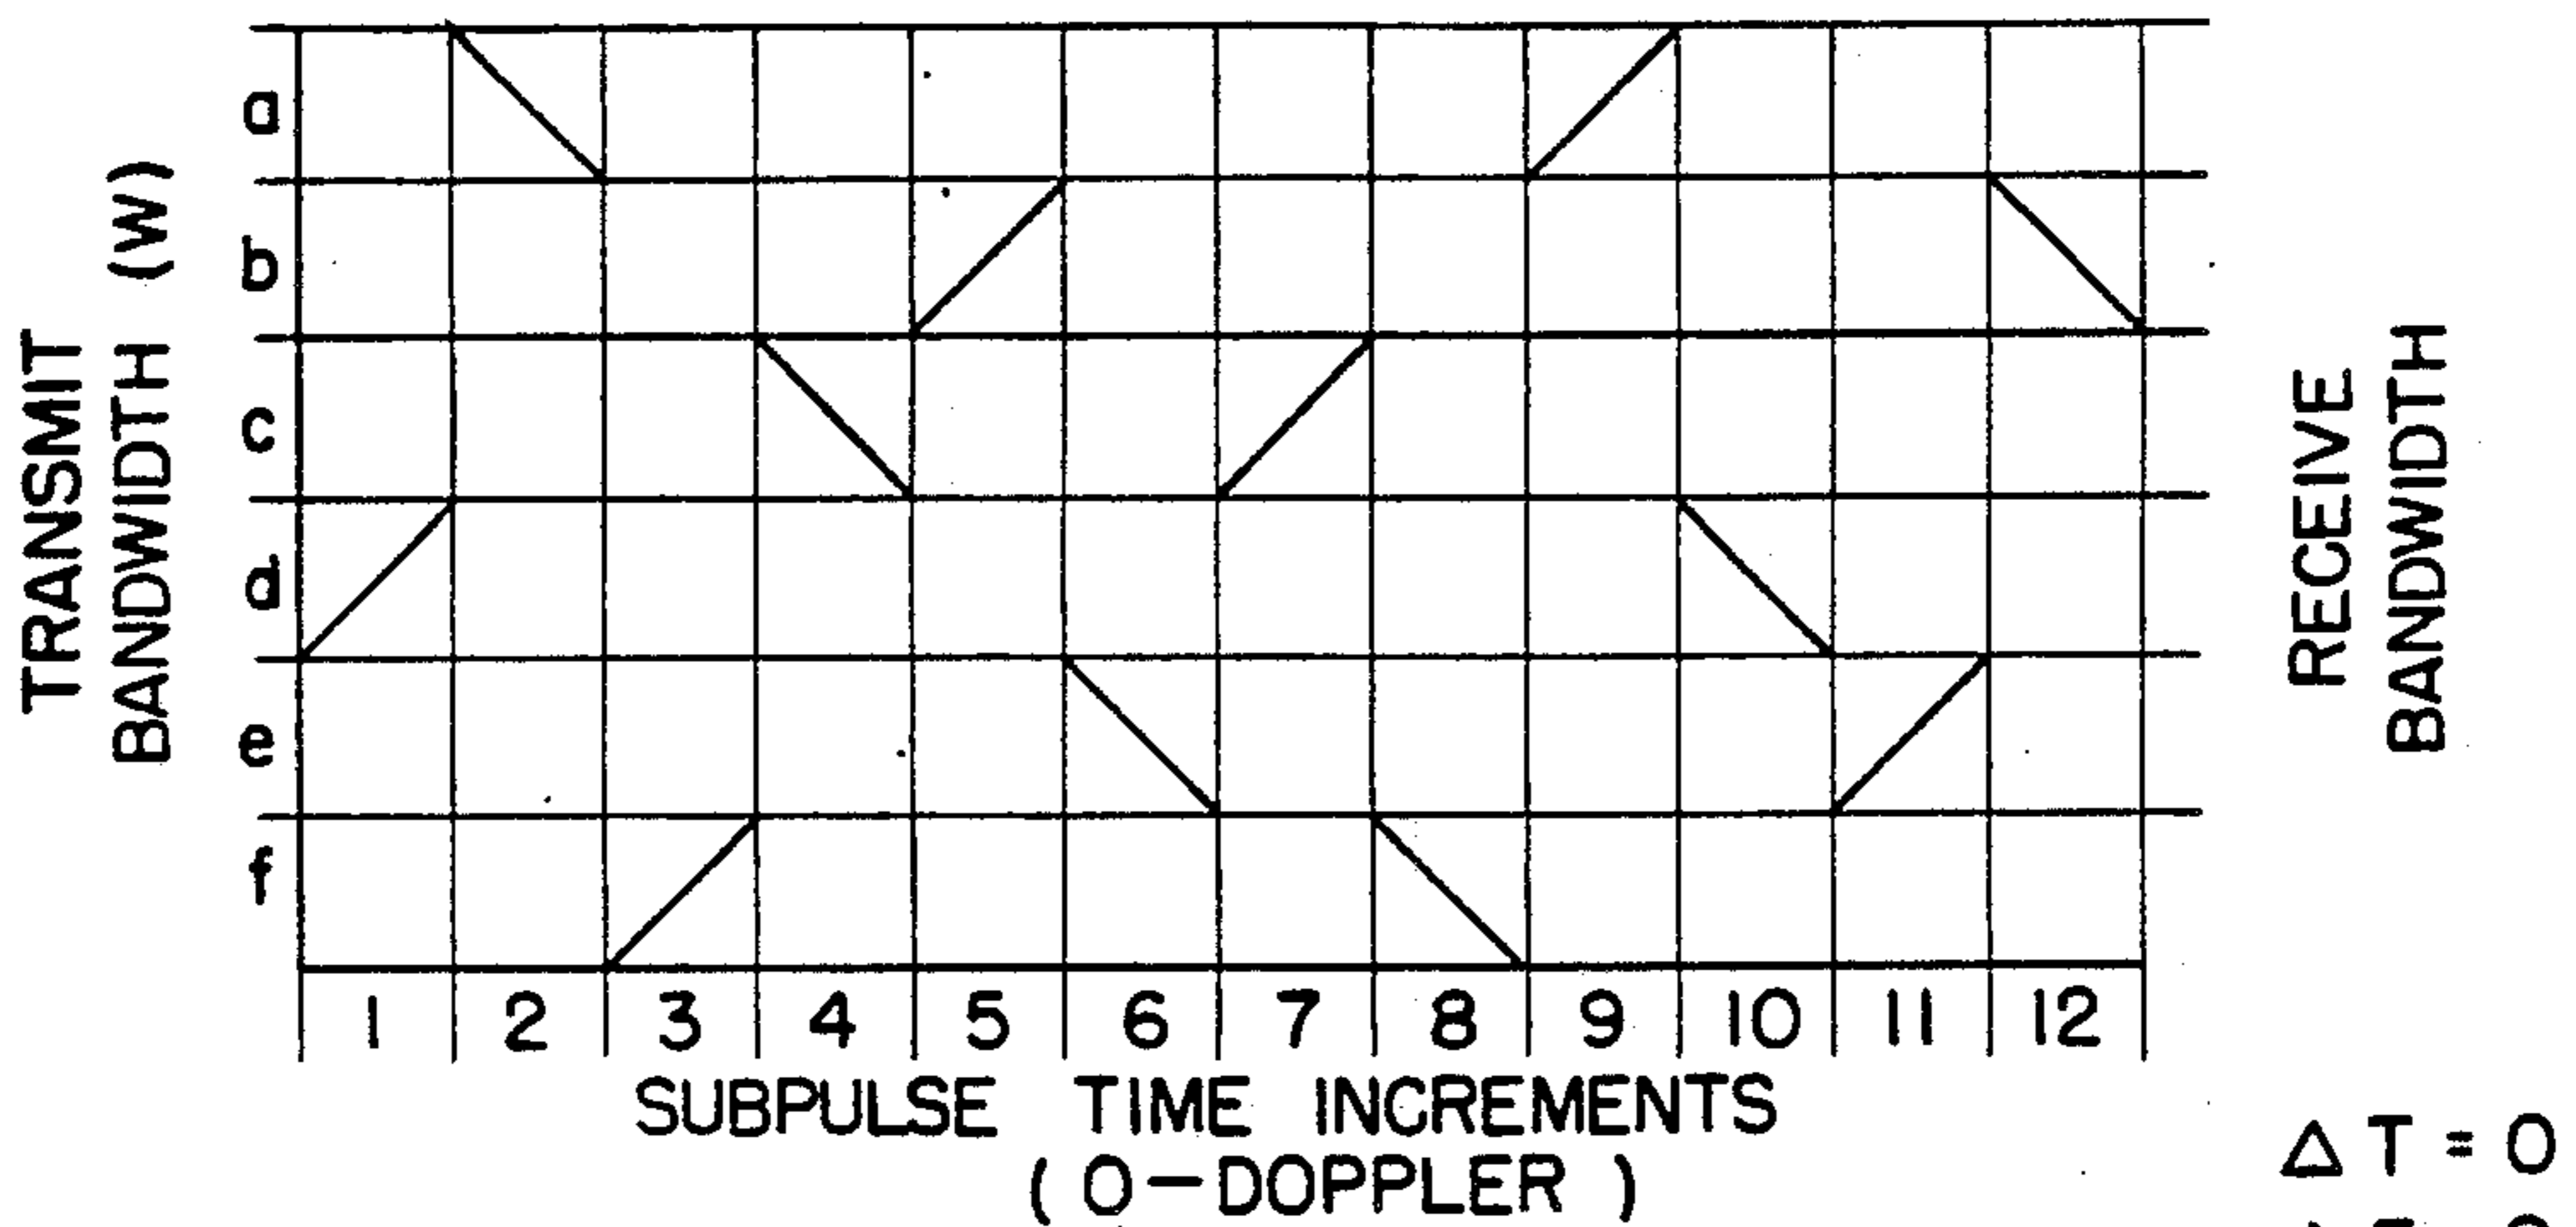 TRANSMIT
BANDWIDTH (W)
a
b
c
d
e
f
RECEIVE
BANDWIDTH
1 2 3 4 5 6 7 8 9 10 11 12
SUBPULSE TIME INCREMENTS
( 0-DOPPLER )
Δ T = 0